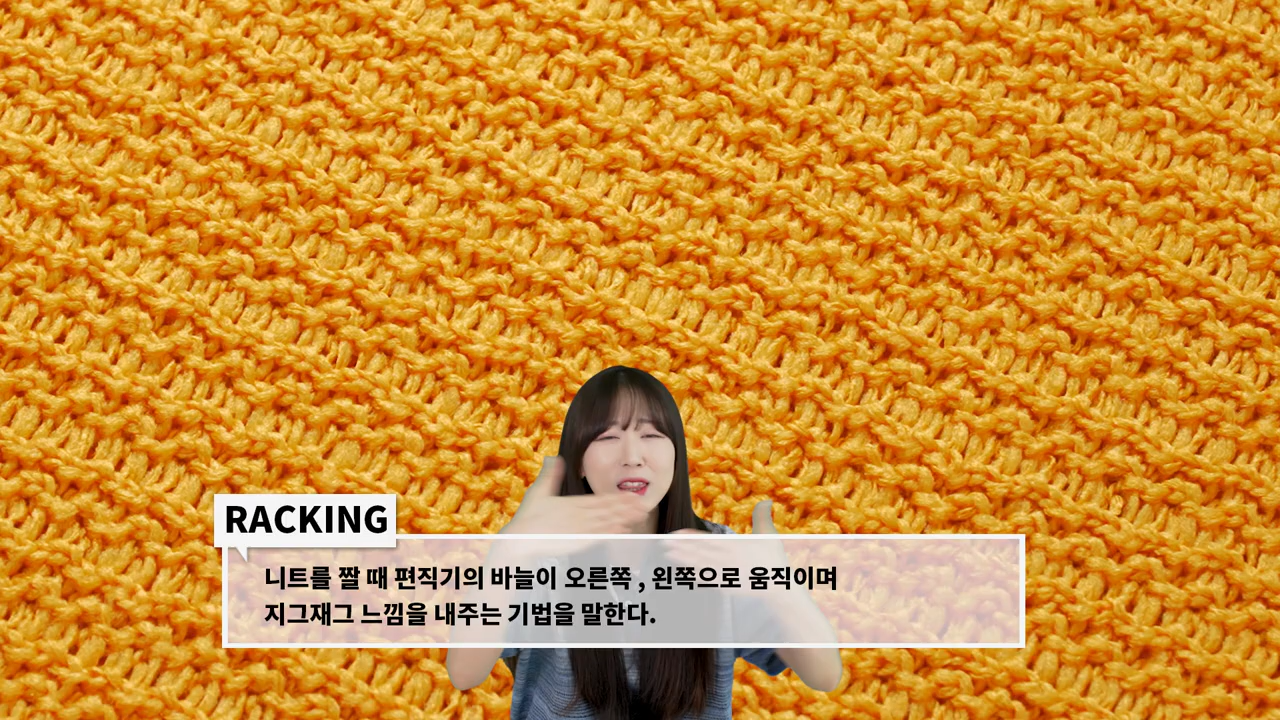 RACKING
니트를 짤 때 편직기의 바늘이 오른쪽 , 왼쪽으로 움직이며
지그재그 느낌을 내주는 기법을 말한다.